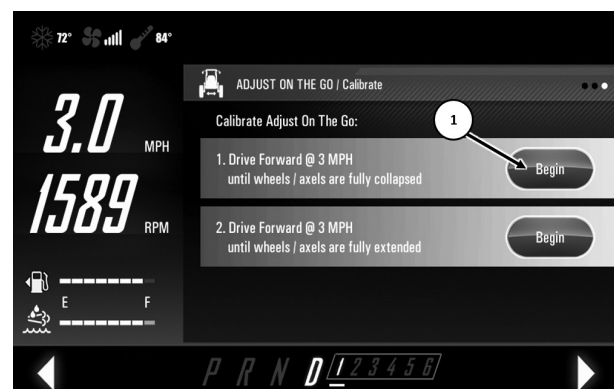 72° 84°
ADJUST ON THE GO / Calibrate
3.0 MPH
1589 RPM
E F
Calibrate Adjust On The Go:
1
1. Drive Forward @ 3 MPH
until wheels / axels are fully collapsed
Begin
2. Drive Forward @ 3 MPH
until wheels / axels are fully extended
Begin
P R N D 1 2 3 4 5 6